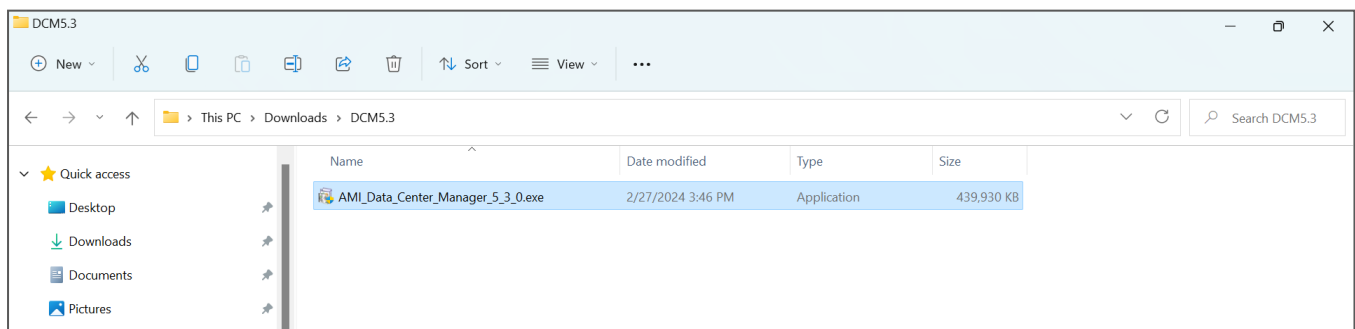 DCM5.3
New Sort View
This PC > Downloads > DCM5.3 Search DCM5.3
Quick access
Desktop
Downloads
Documents
Pictures
Name Date modified Type Size
AMI_Data_Center_Manager_5_3_0.exe 2/27/2024 3:46 PM Application 439,930 KB